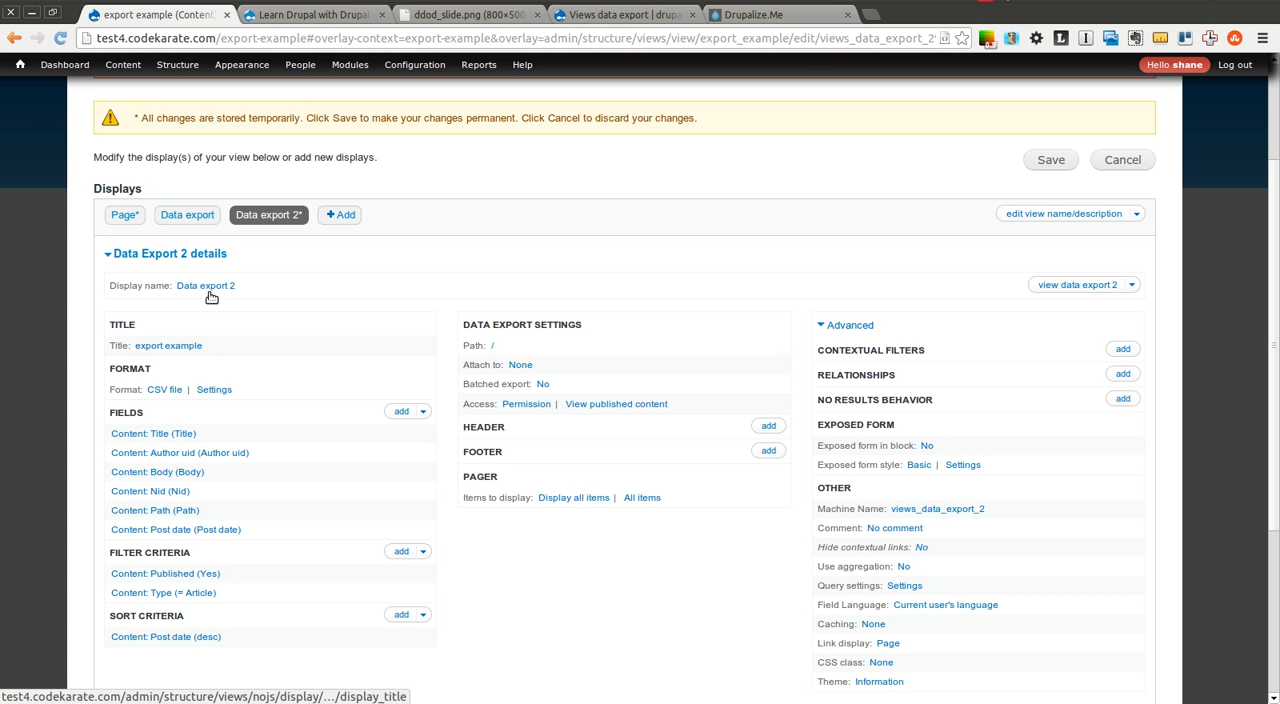 export example (Content
Learn Drupal with Drupal
ddod_slide.png (800×500
Views data export | drupa
Drupalize.Me
test4.codekarate.com/export-example#overlay-context=export-example&overlay=admin/structure/views/view/export_example/edit/views_data_export_2
Dashboard Content Structure Appearance People Modules Configuration Reports Help Hello shane Log out
* All changes are stored temporarily. Click Save to make your changes permanent. Click Cancel to discard your changes.
Modify the display(s) of your view below or add new displays.
Save Cancel
Displays
Page* Data export Data export 2* Add edit view name/description
Data Export 2 details
Display name: Data export 2 view data export 2
TITLE
Title: export example
FORMAT
Format: CSV file | Settings
FIELDS add
Content: Title (Title)
Content: Author uid (Author uid)
Content: Body (Body)
Content: Nid (Nid)
Content: Path (Path)
Content: Post date (Post date)
FILTER CRITERIA add
Content: Published (Yes)
Content: Type (= Article)
SORT CRITERIA add
Content: Post date (desc)
DATA EXPORT SETTINGS
Path: /
Attach to: None
Batched export: No
Access: Permission | View published content
HEADER add
FOOTER add
PAGER
Items to display: Display all items | All items
Advanced
CONTEXTUAL FILTERS add
RELATIONSHIPS add
NO RESULTS BEHAVIOR add
EXPOSED FORM
Exposed form in block: No
Exposed form style: Basic | Settings
OTHER
Machine Name: views_data_export_2
Comment: No comment
Hide contextual links: No
Use aggregation: No
Query settings: Settings
Field Language: Current user's language
Caching: None
Link display: Page
CSS class: None
Theme: Information
test4.codekarate.com/admin/structure/views/nojs/display/.../display_title